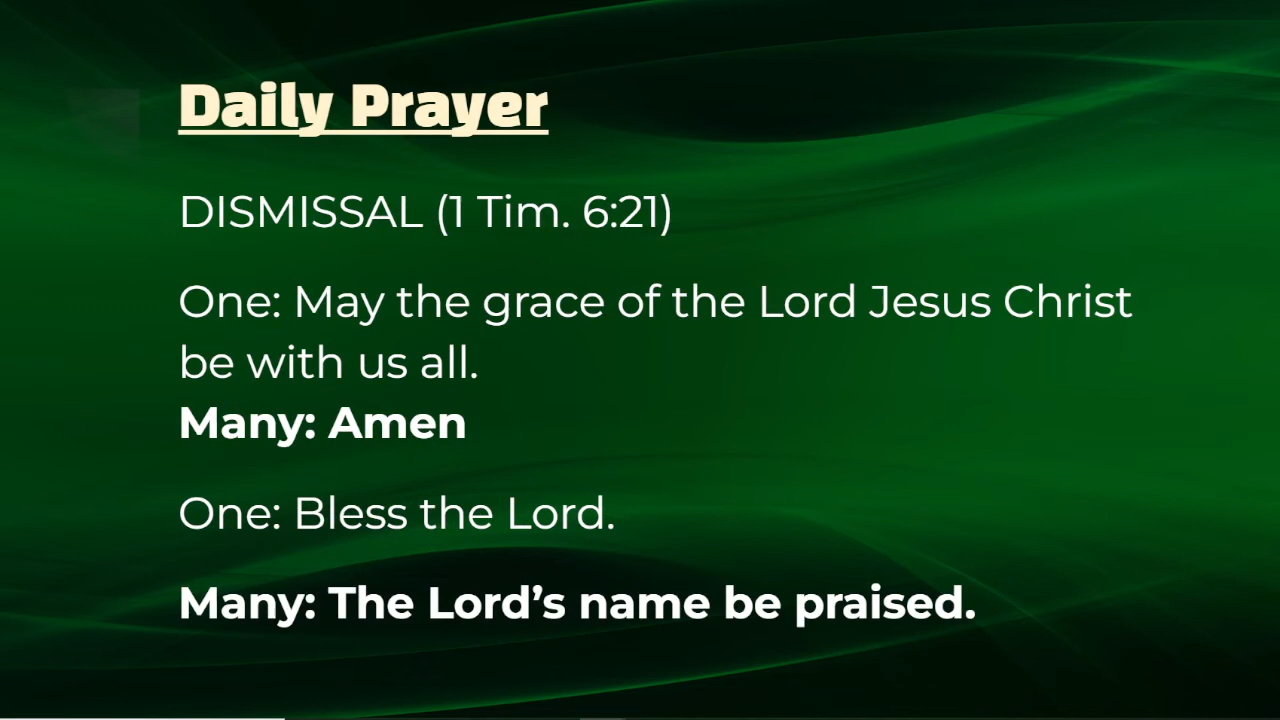 Daily Prayer
DISMISSAL (1 Tim. 6:21)
One: May the grace of the Lord Jesus Christ
be with us all.
Many: Amen
One: Bless the Lord.
Many: The Lord’s name be praised.